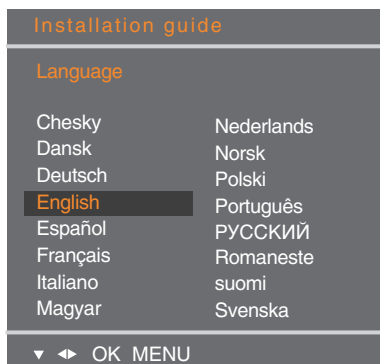 Installation guide
Language
Chesky
Dansk
Deutsch
English
Español
Français
Italiano
Magyar
Nederlands
Norsk
Polski
Português
РУССКИЙ
Romaneste
suomi
Svenska
OK MENU